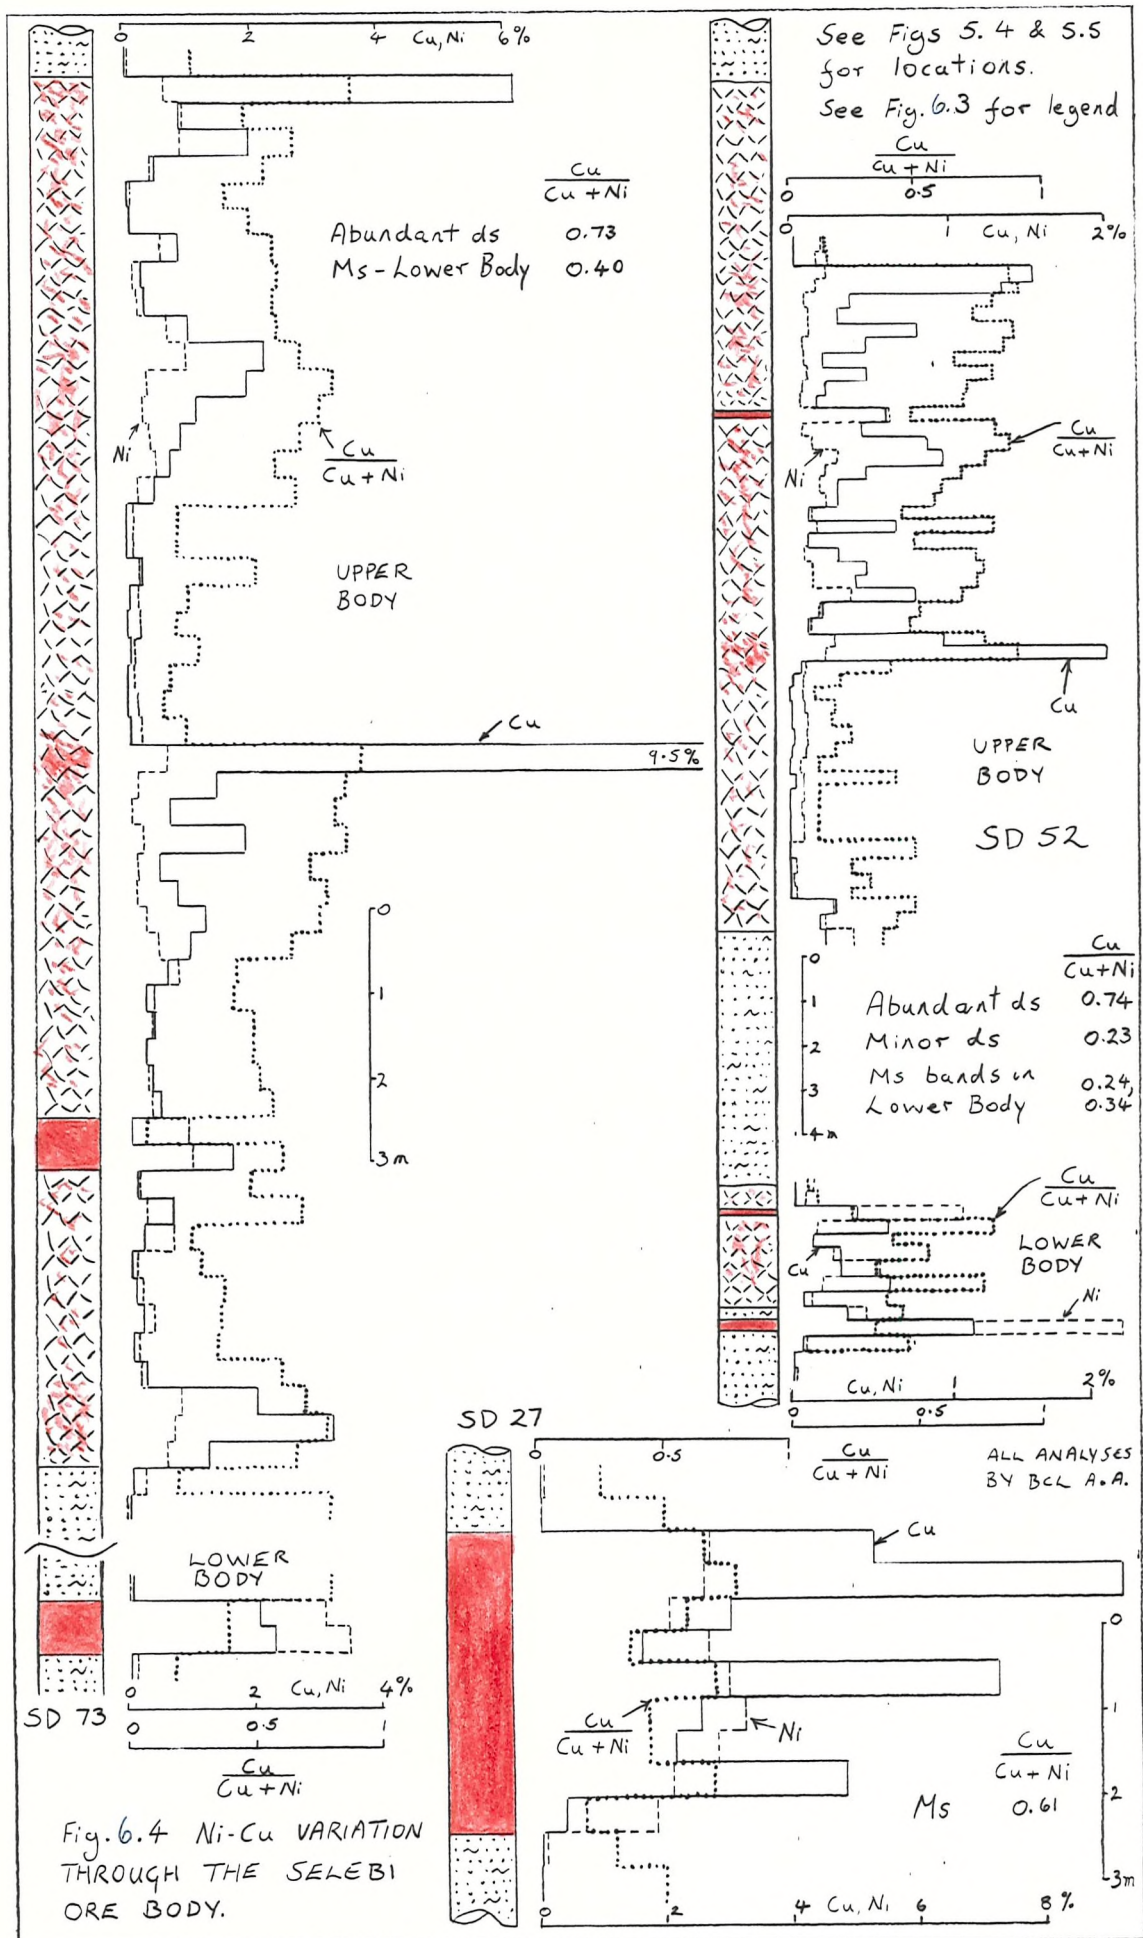 0 2 4 Cu, Ni 6%
Cu
Cu + Ni
Abundant ds 0.73
Ms - Lower Body 0.40
Ni
Cu
Cu + Ni
UPPER
BODY
Cu
9.5%
0
1
2
3m
LOWER
BODY
0 2 Cu, Ni 4%
SD 73
0 0.5 1
Cu
Cu + Ni
Fig. 6.4 Ni-Cu VARIATION
THROUGH THE SELEBI
ORE BODY.
See Figs 5.4 & 5.5
for locations.
See Fig. 6.3 for legend
Cu
Cu + Ni
0 0.5 1
0 1 Cu, Ni 2%
Cu
Cu + Ni
Ni
Cu
UPPER
BODY
SD 52
0
1
2
3
4m
Cu
Cu+Ni
Abundant ds 0.74
Minor ds 0.23
Ms bands in 0.24,
Lower Body 0.34
Cu
Cu + Ni
LOWER
BODY
Cu
Ni
Cu, Ni 2%
0 0.5 1
SD 27
0 0.5 1
Cu
Cu + Ni
ALL ANALYSES
BY BCL A.A.
Cu
0
1
2
3m
Cu
Cu + Ni
Ni
Cu
Cu + Ni
Ms 0.61
0 2 4 Cu, Ni 6 8%